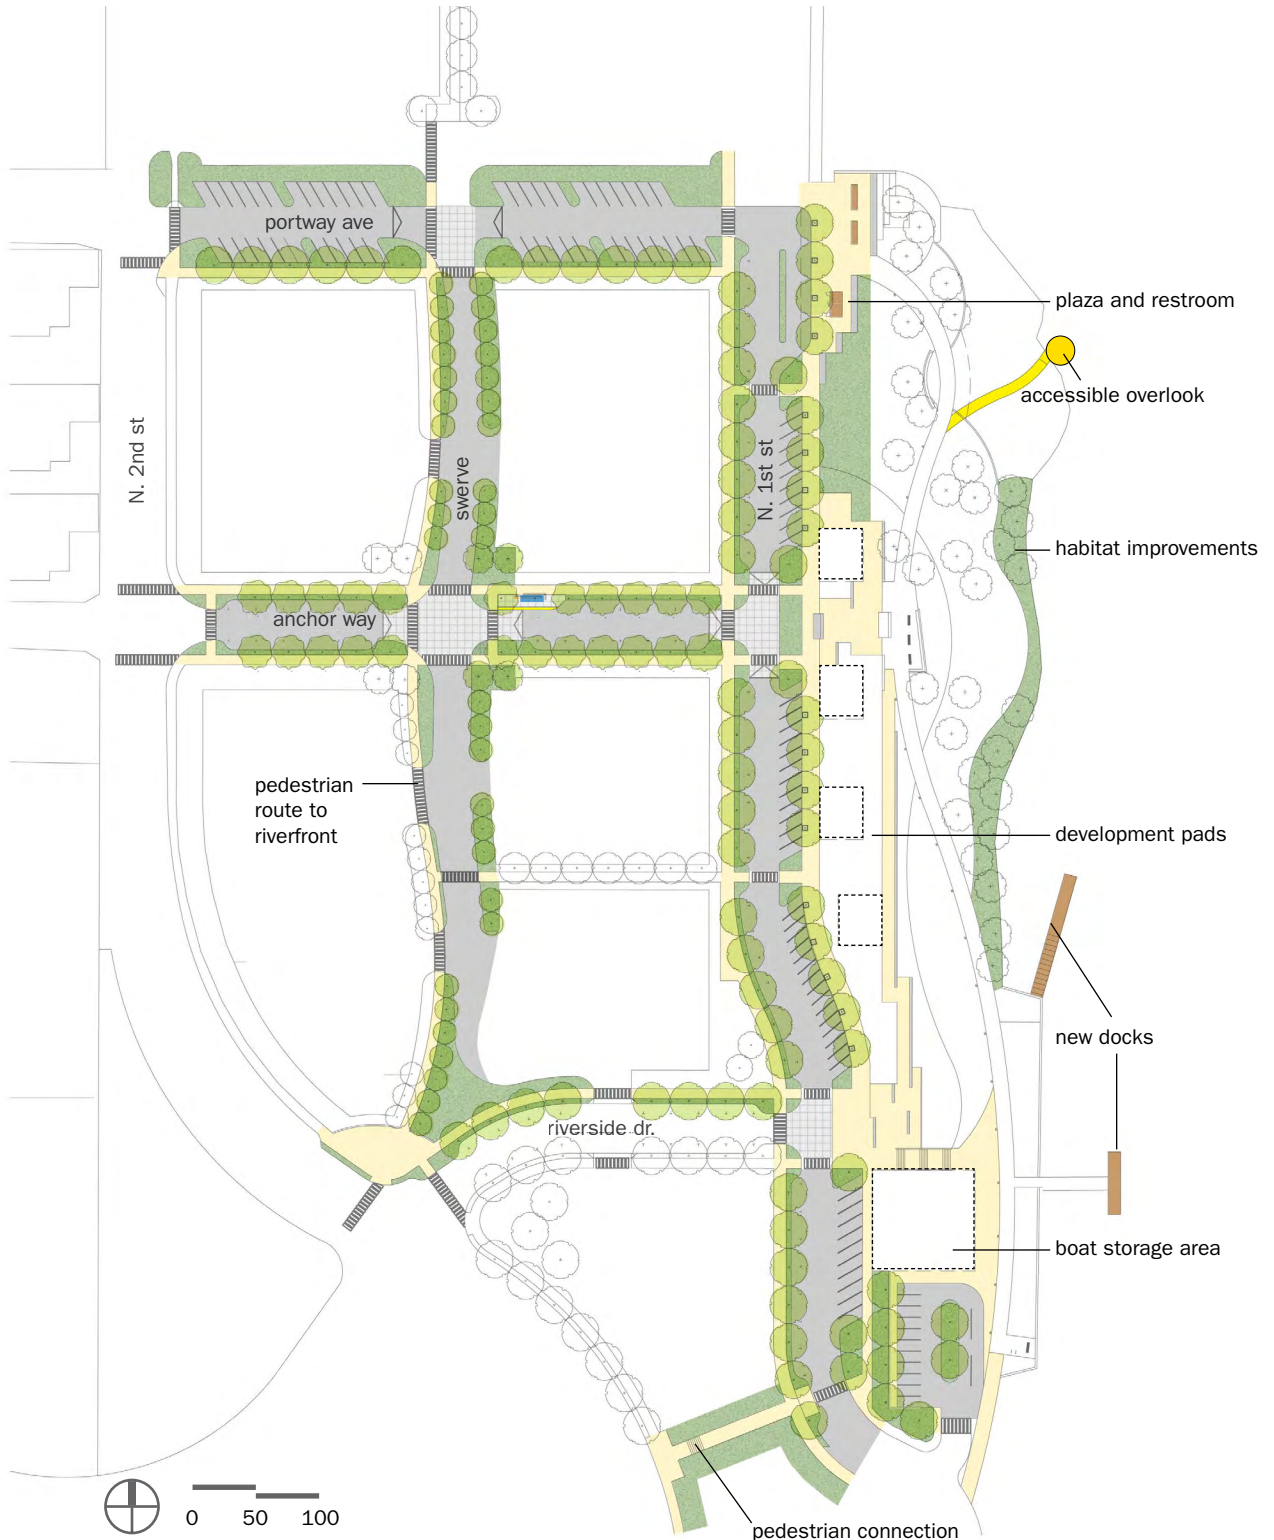 portway ave
plaza and restroom
accessible overlook
N. 2nd st
swerve
N. 1st st
habitat improvements
anchor way
pedestrian
route to
riverfront
development pads
new docks
riverside dr.
boat storage area
0 50 100
pedestrian connection